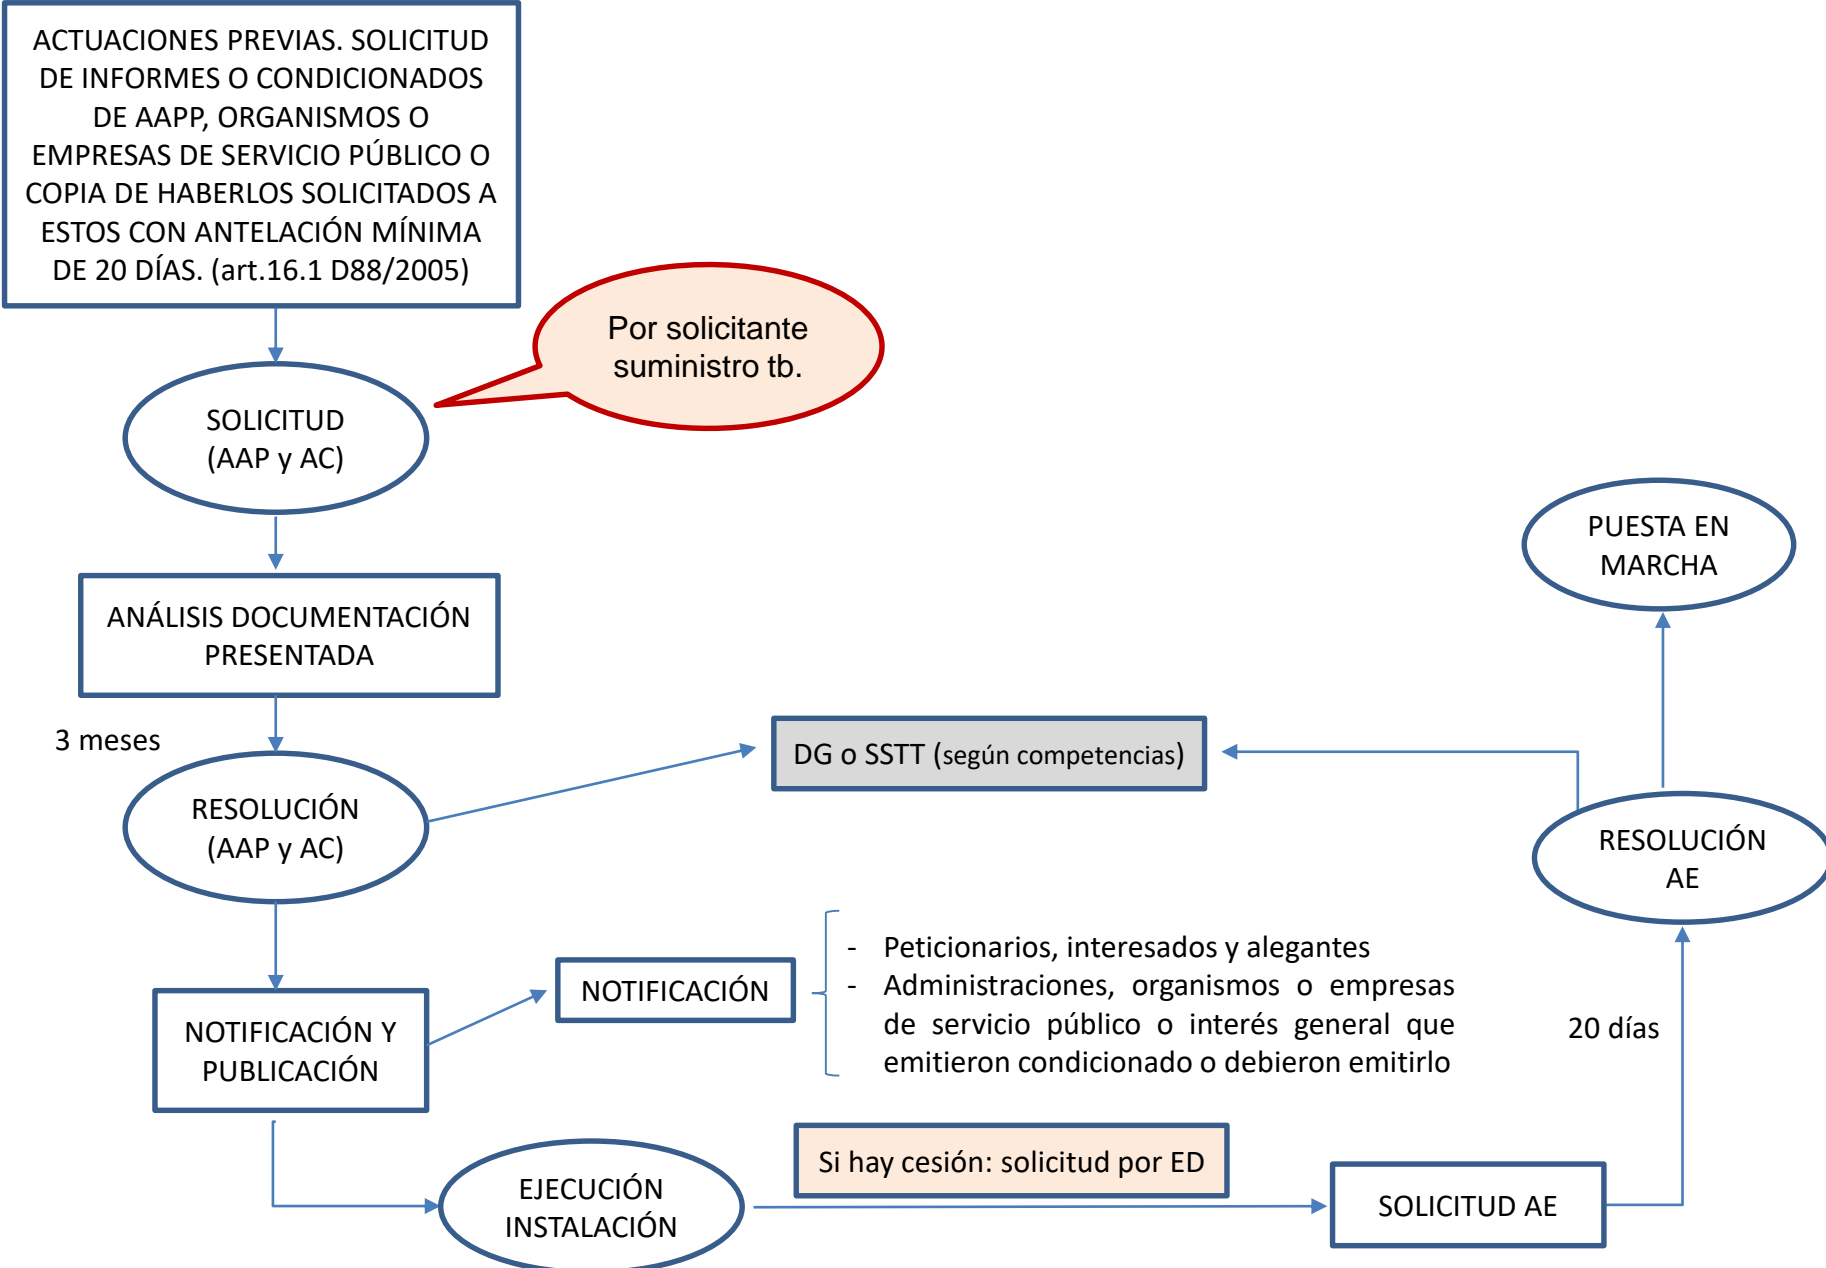 ACTUACIONES PREVIAS. SOLICITUD
DE INFORMES O CONDICIONADOS
DE AAPP, ORGANISMOS O
EMPRESAS DE SERVICIO PÚBLICO O
COPIA DE HABERLOS SOLICITADOS A
ESTOS CON ANTELACIÓN MÍNIMA
DE 20 DÍAS. (art.16.1 D88/2005)
Por solicitante
suministro tb.
SOLICITUD
(AAP y AC)
PUESTA EN
MARCHA
ANÁLISIS DOCUMENTACIÓN
PRESENTADA
3 meses
DG o SSTT (según competencias)
RESOLUCIÓN
(AAP y AC)
RESOLUCIÓN
AE
- Peticionarios, interesados y alegantes
- Administraciones, organismos o empresas
de servicio público o interés general que
emitieron condicionado o debieron emitirlo
NOTIFICACIÓN
NOTIFICACIÓN Y
PUBLICACIÓN
20 días
Si hay cesión: solicitud por ED
EJECUCIÓN
INSTALACIÓN
SOLICITUD AE